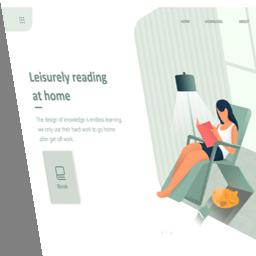 HOME DOWNLOAD ABOUT
Leisurely reading
at home
The design of knowledge is endless learning,
we only use their hard work to go home
after get off work.
Book